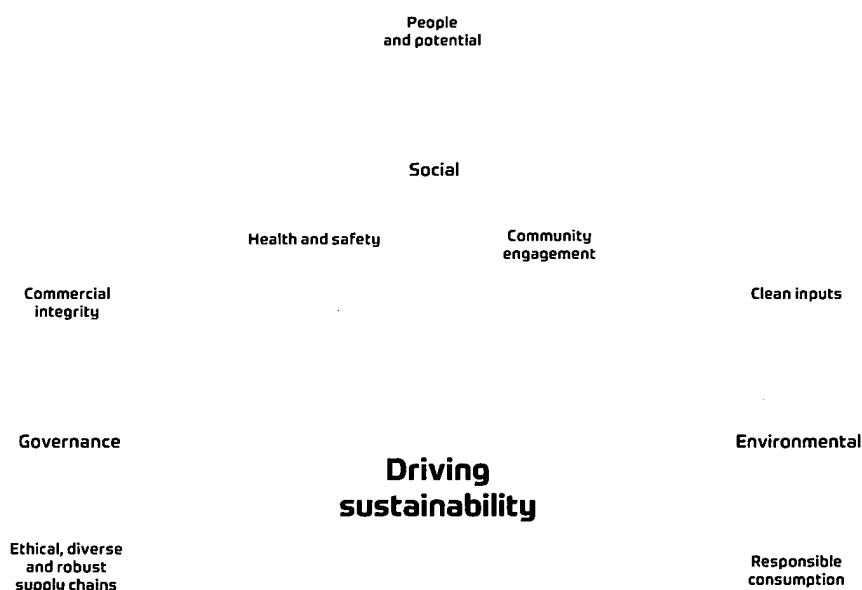 People
and potential
Social
Health and safety
Community
engagement
Commercial
integrity
Clean inputs
Governance
Environmental
Driving
sustainability
Ethical, diverse
and robust
supply chains
Responsible
consumption